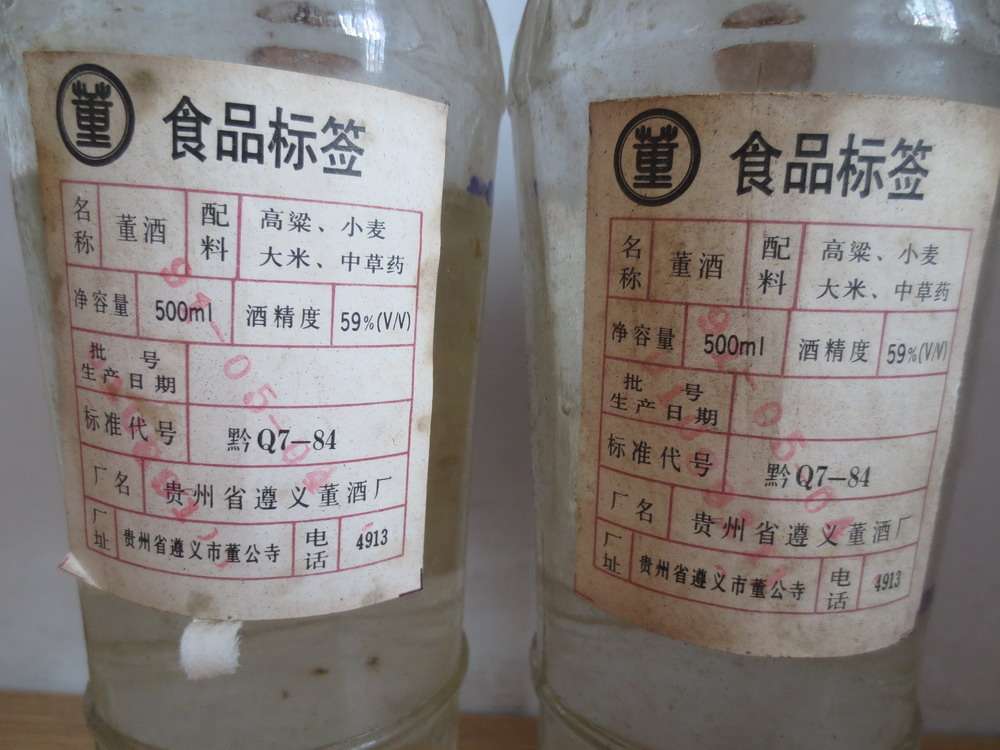 董 食品标签
名称 董酒 配料 高粱、小麦
大米、中草药
净容量 500ml 酒精度 59%(V/V)
批号
生产日期
标准代号 黔Q7—84
厂名 贵州省遵义董酒厂
厂址 贵州省遵义市董公寺 电话 4913
董 食品标签
名称 董酒 配料 高粱、小麦
大米、中草药
净容量 500ml 酒精度 59%(V/V)
批号
生产日期
标准代号 黔Q7—84
厂名 贵州省遵义董酒厂
厂址 贵州省遵义市董公寺 电话 4913